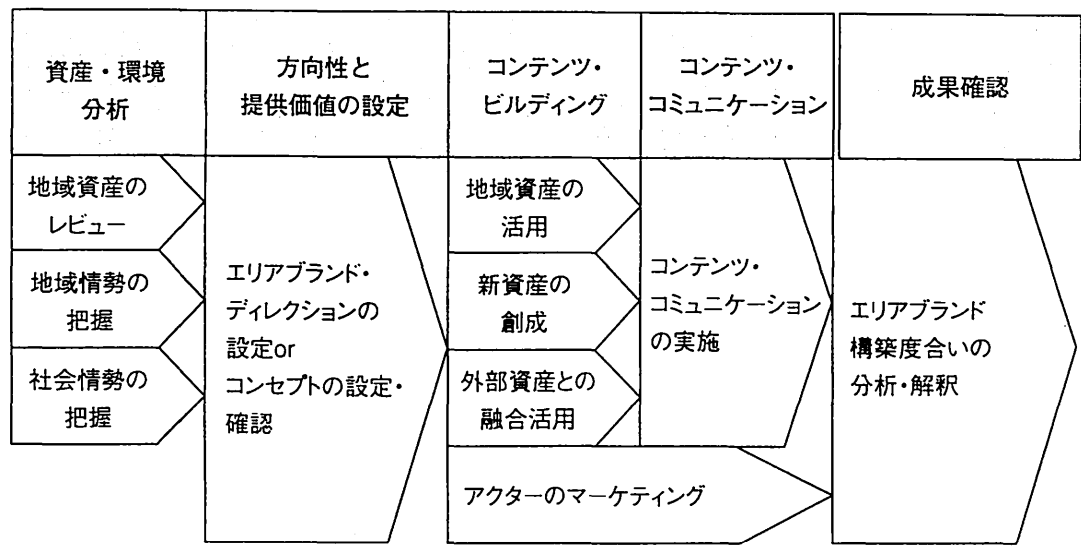 資産・環境
分析
方向性と
提供価値の設定
コンテンツ・
ビルディング
コンテンツ・
コミュニケーション
成果確認
地域資産の
レビュー
地域情勢の
把握
社会情勢の
把握
エリアブランド・
ディレクションの
設定or
コンセプトの設定・
確認
地域資産の
活用
新資産の
創成
外部資産との
融合活用
コンテンツ・
コミュニケーション
の実施
アクターのマーケティング
エリアブランド
構築度合いの
分析・解釈